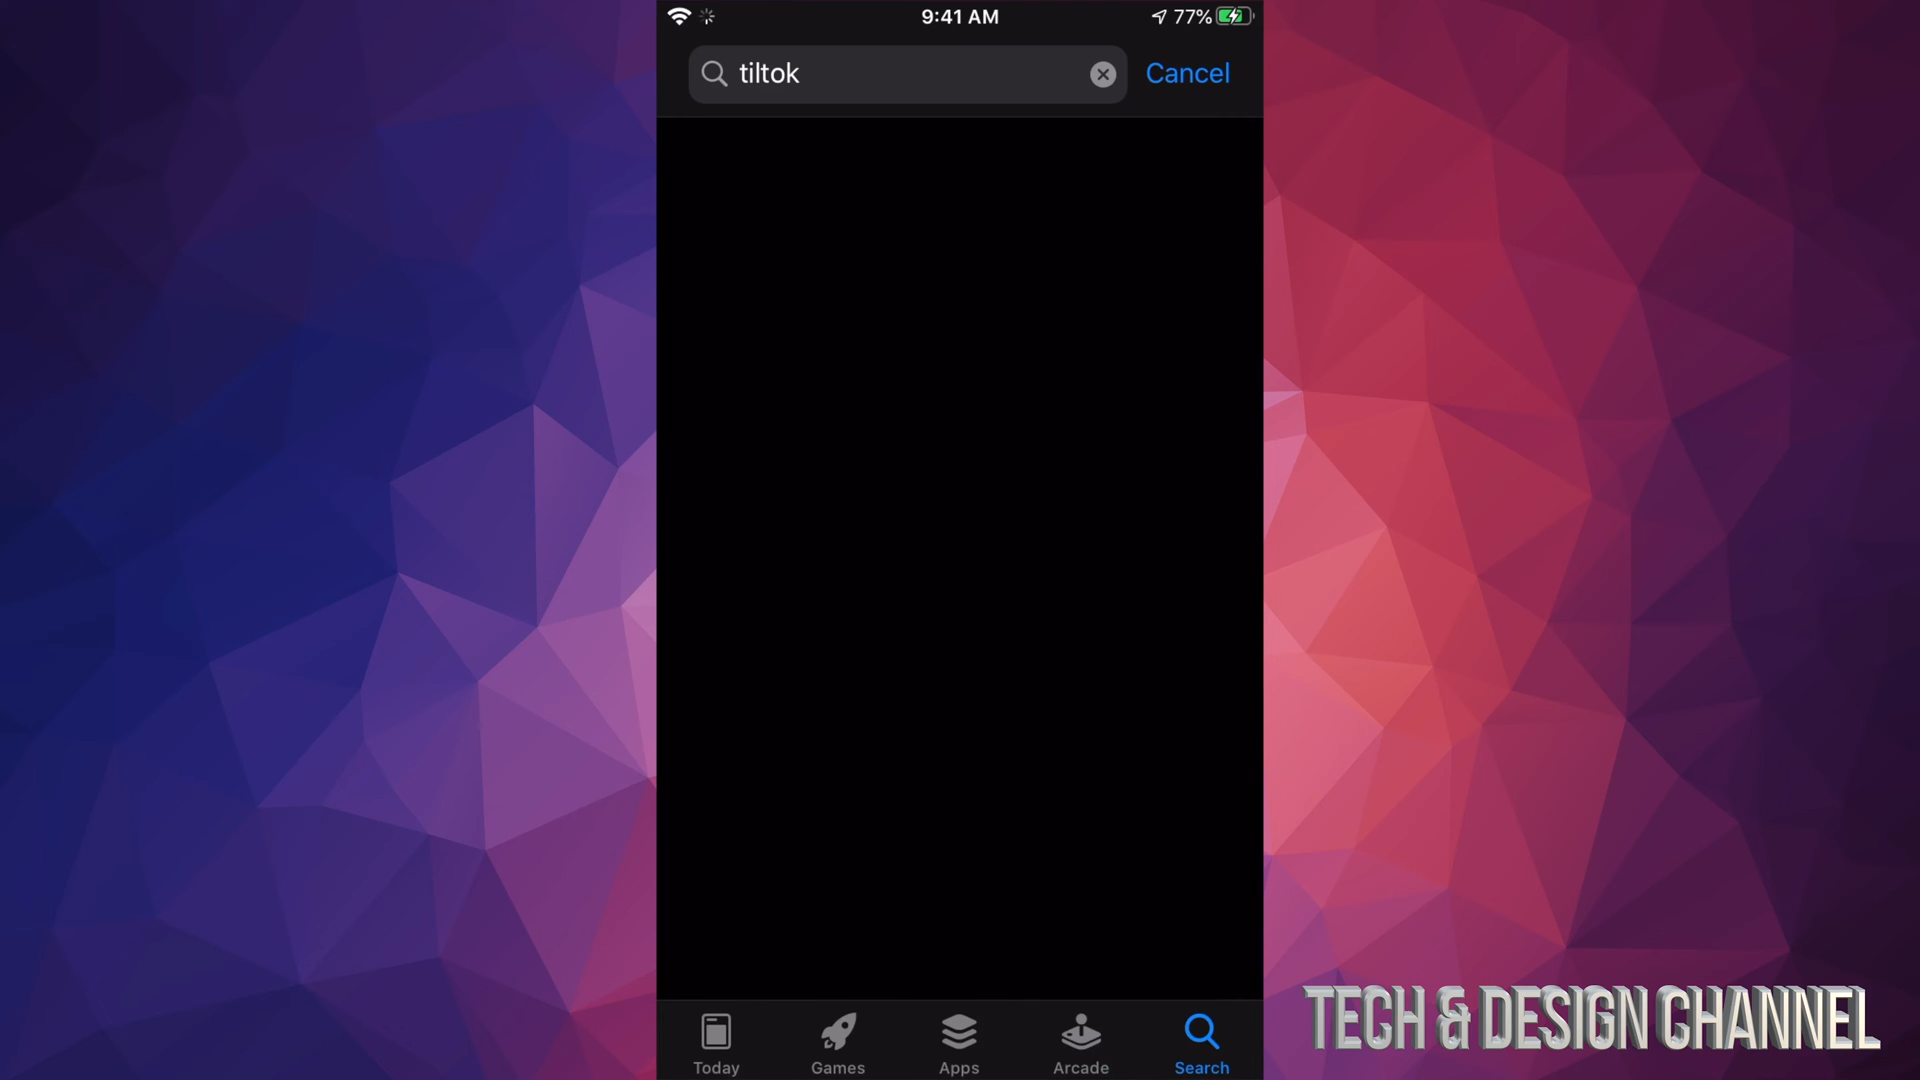 9:41 AM
77%
tiltok
Cancel
Today
Games
Apps
Arcade
Search
TECH & DESIGN CHANNEL